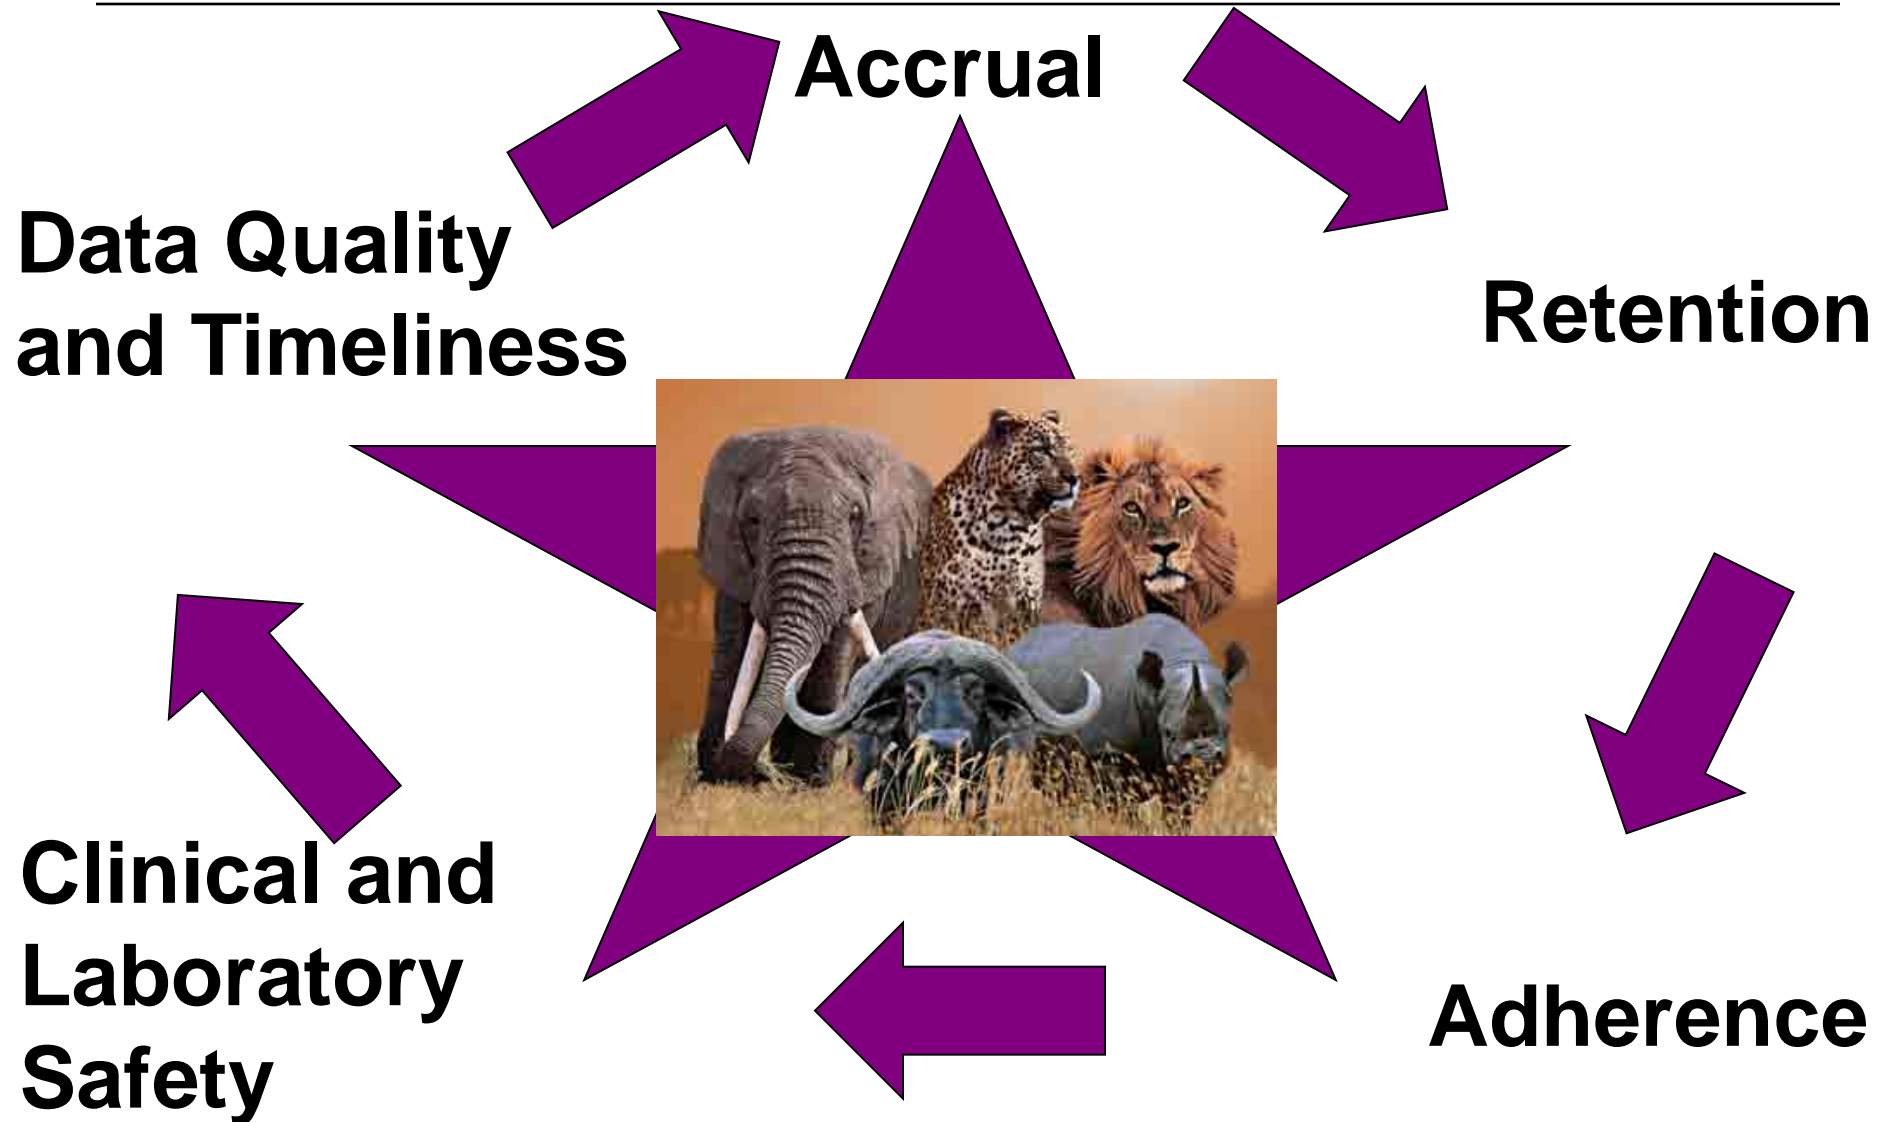 Accrual
Retention
Adherence
Clinical and
Laboratory
Safety
Data Quality
and Timeliness